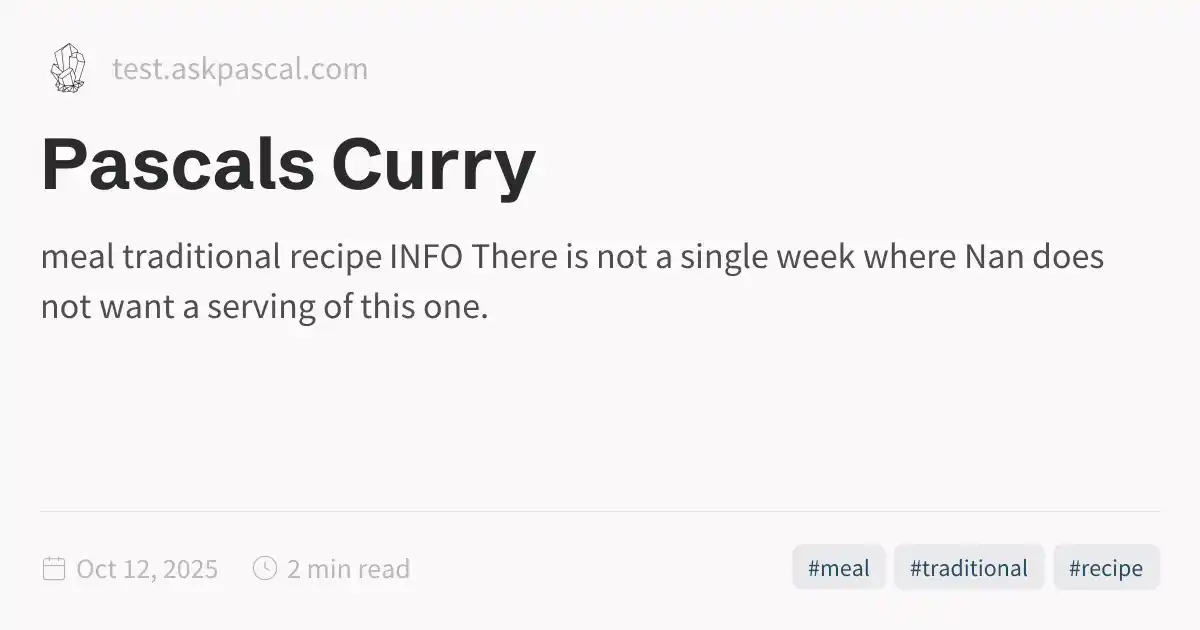 test.askpascal.com
Pascals Curry
meal traditional recipe INFO There is not a single week where Nan does
not want a serving of this one.
Oct 12, 2025 2 min read #meal #traditional #recipe